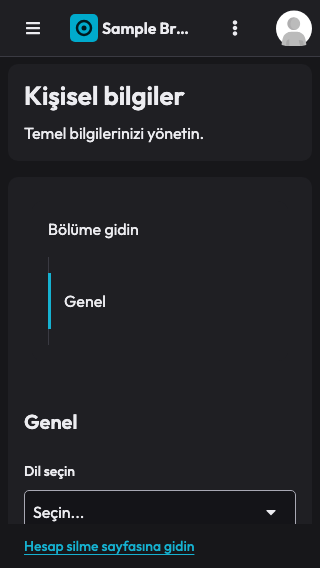 Sample Br...
Kişisel bilgiler
Temel bilgilerinizi yönetin.
Bölüme gidin
Genel
Genel
Dil seçin
Seçin...
Hesap silme sayfasına gidin